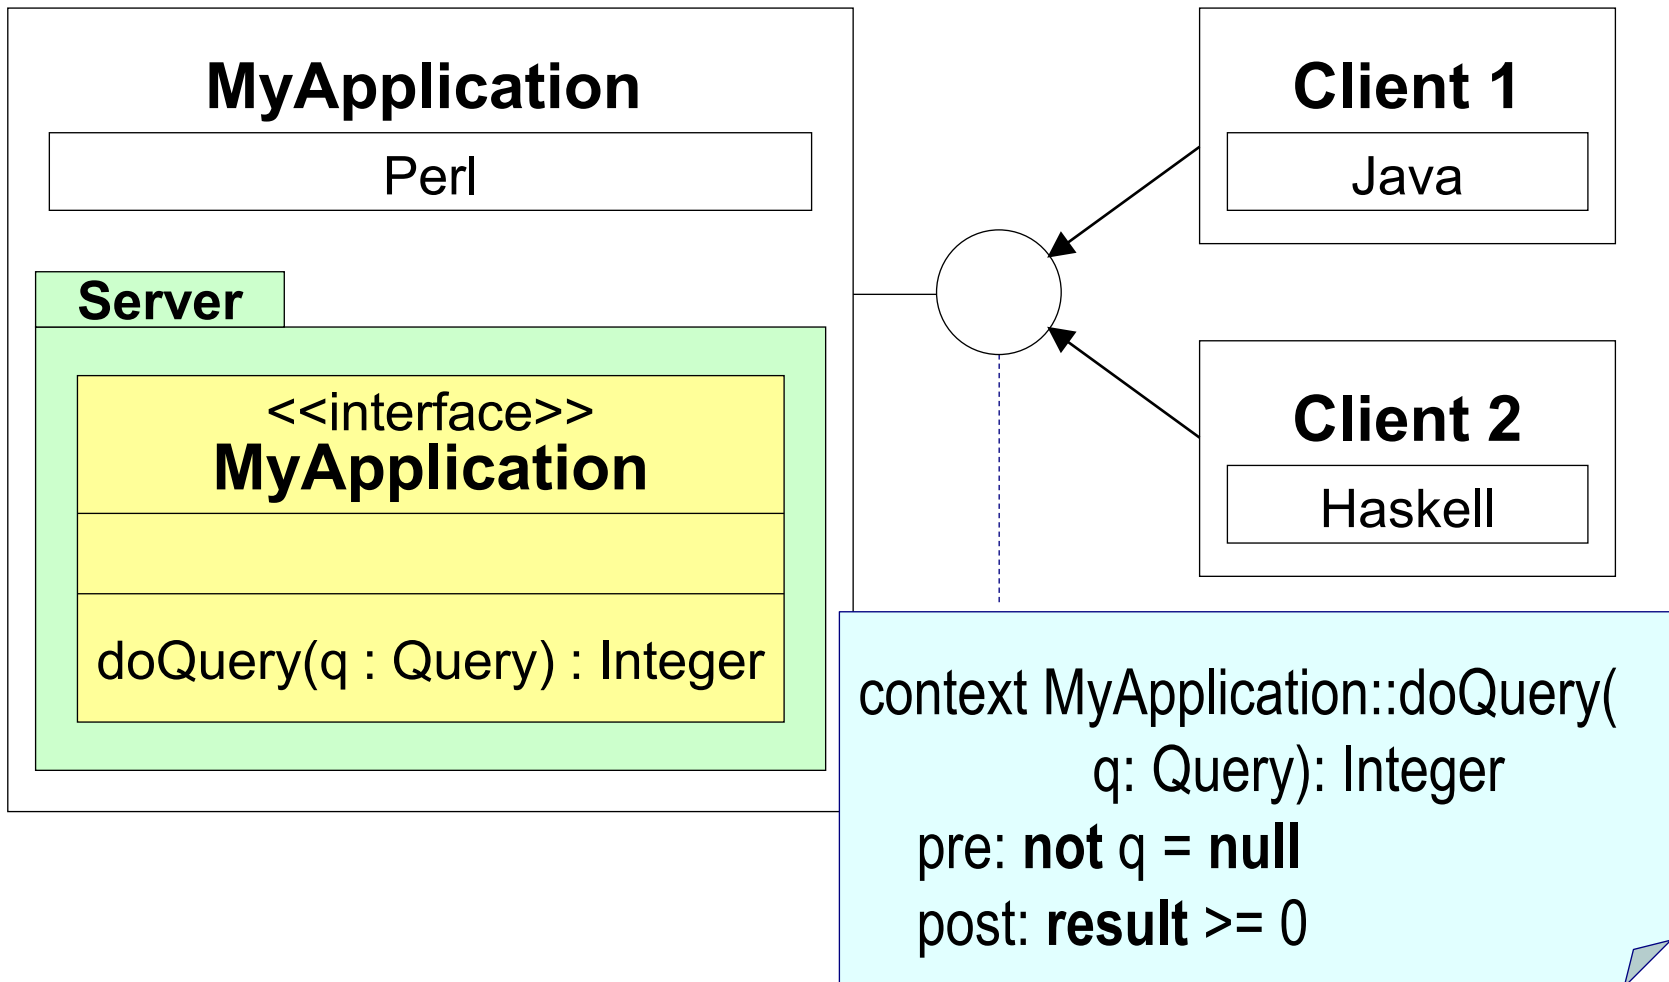 MyApplication
Perl
Server
<<interface>>
MyApplication
doQuery(q : Query) : Integer
Client 1
Java
Client 2
Haskell
context MyApplication::doQuery(
q: Query): Integer
pre: not q = null
post: result >= 0